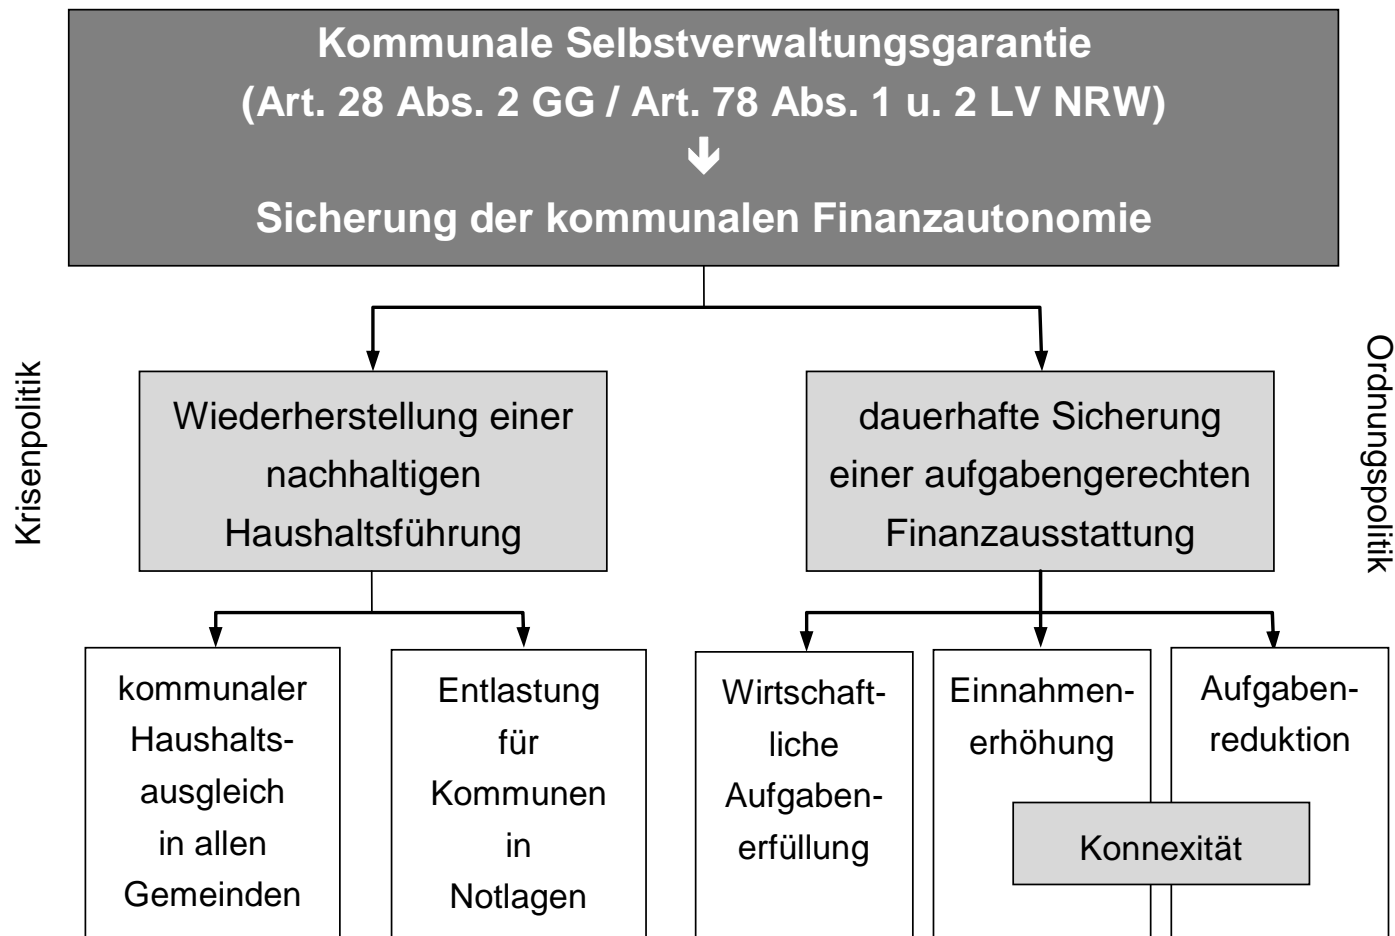 Kommunale Selbstverwaltungsgarantie
(Art. 28 Abs. 2 GG / Art. 78 Abs. 1 u. 2 LV NRW)
Sicherung der kommunalen Finanzautonomie
Krisenpolitik
Wiederherstellung einer
nachhaltigen
Haushaltsführung
dauerhafte Sicherung
einer aufgabengerechten
Finanzausstattung
Ordnungspolitik
kommunaler
Haushalts-
ausgleich
in allen
Gemeinden
Entlastung
für
Kommunen
in
Notlagen
Wirtschaft-
liche
Aufgaben-
erfüllung
Einnahmen-
erhöhung
Aufgaben-
reduktion
Konnexität